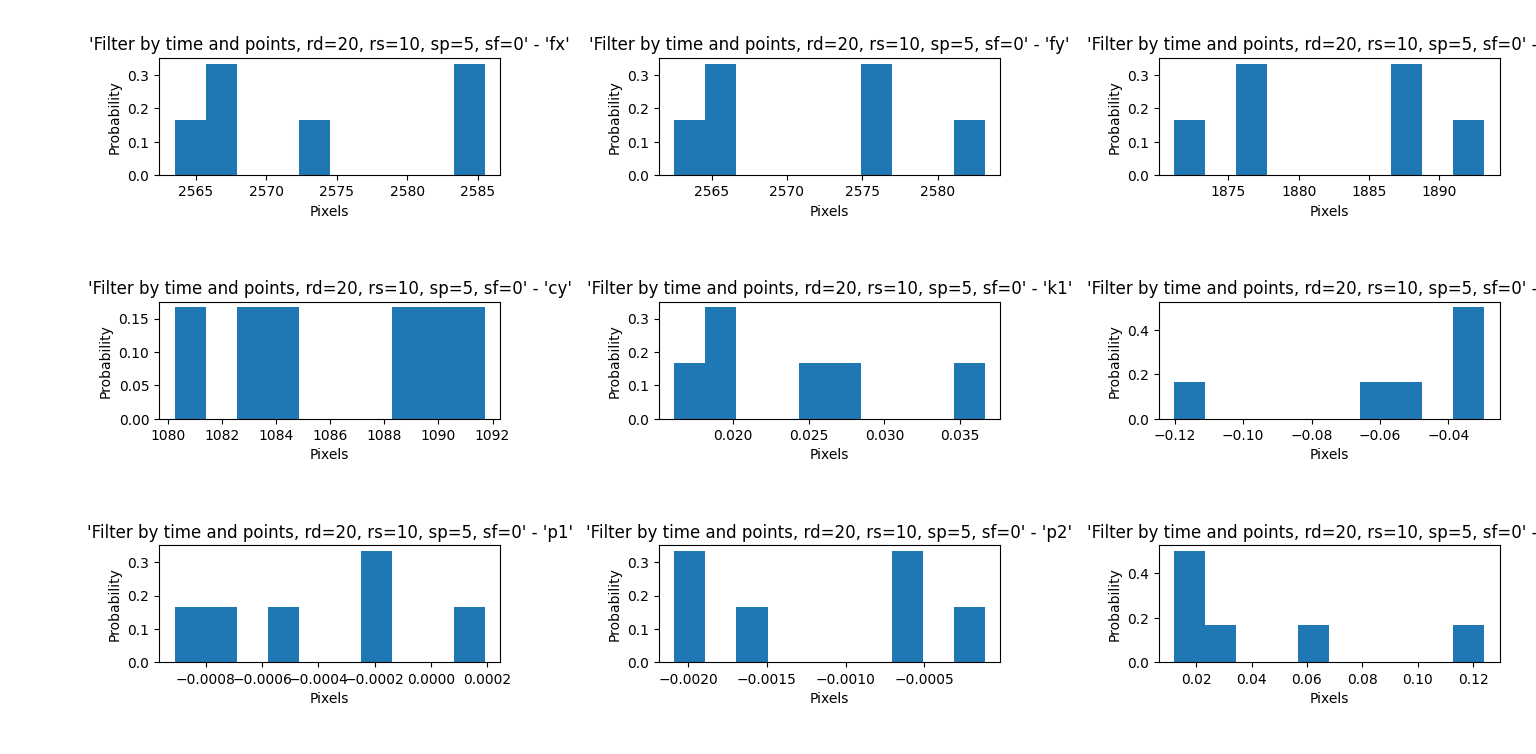 'Filter by time and points, rd=20, rs=10, sp=5, sf=0' - 'fx'
Probability
0.3
0.2
0.1
0.0
2565 2570 2575 2580 2585
Pixels
'Filter by time and points, rd=20, rs=10, sp=5, sf=0' - 'fy'
Probability
0.3
0.2
0.1
0.0
2565 2570 2575 2580
Pixels
'Filter by time and points, rd=20, rs=10, sp=5, sf=0' -
Probability
0.3
0.2
0.1
0.0
1875 1880 1885 1890
Pixels
'Filter by time and points, rd=20, rs=10, sp=5, sf=0' - 'cy'
Probability
0.15
0.10
0.05
0.00
1080 1082 1084 1086 1088 1090 1092
Pixels
'Filter by time and points, rd=20, rs=10, sp=5, sf=0' - 'k1'
Probability
0.3
0.2
0.1
0.0
0.020 0.025 0.030 0.035
Pixels
'Filter by time and points, rd=20, rs=10, sp=5, sf=0' -
Probability
0.4
0.2
0.0
−0.12 −0.10 −0.08 −0.06 −0.04
Pixels
'Filter by time and points, rd=20, rs=10, sp=5, sf=0' - 'p1'
Probability
0.3
0.2
0.1
0.0
−0.0008 −0.0006 −0.0004 −0.0002 0.0000 0.0002
Pixels
'Filter by time and points, rd=20, rs=10, sp=5, sf=0' - 'p2'
Probability
0.3
0.2
0.1
0.0
−0.0020 −0.0015 −0.0010 −0.0005
Pixels
'Filter by time and points, rd=20, rs=10, sp=5, sf=0' -
Probability
0.4
0.2
0.0
0.02 0.04 0.06 0.08 0.10 0.12
Pixels